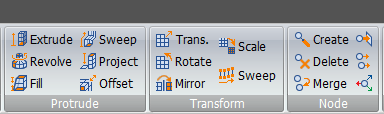 Extrude Sweep Trans. Scale Create
Revolve Project Rotate Sweep Delete
Fill Offset Mirror Merge
Protrude Transform Node